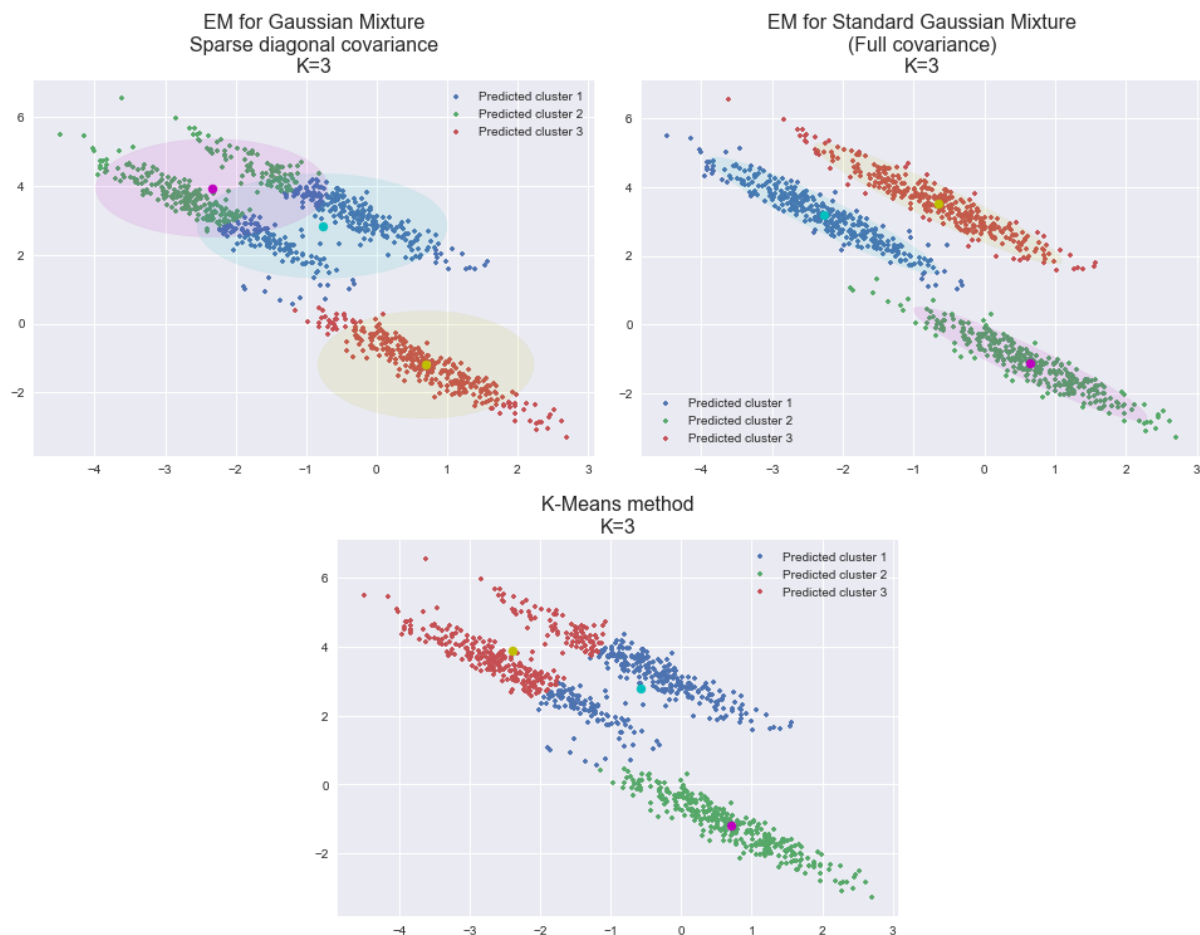 EM for Gaussian Mixture
Sparse diagonal covariance
K=3
Predicted cluster 1
Predicted cluster 2
Predicted cluster 3
6
4
2
0
−2
−4 −3 −2 −1 0 1 2 3
EM for Standard Gaussian Mixture
(Full covariance)
K=3
6
4
2
0
−2
Predicted cluster 1
Predicted cluster 2
Predicted cluster 3
−4 −3 −2 −1 0 1 2 3
K-Means method
K=3
Predicted cluster 1
Predicted cluster 2
Predicted cluster 3
6
4
2
0
−2
−4 −3 −2 −1 0 1 2 3